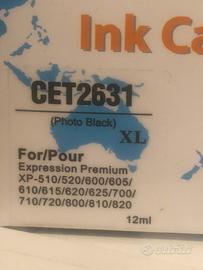 Ink Ca
CET2631
(Photo Black)
XL
For/Pour
Expression Premium
XP-510/520/600/605/
610/615/620/625/700/
710/720/800/810/820
12ml
subito